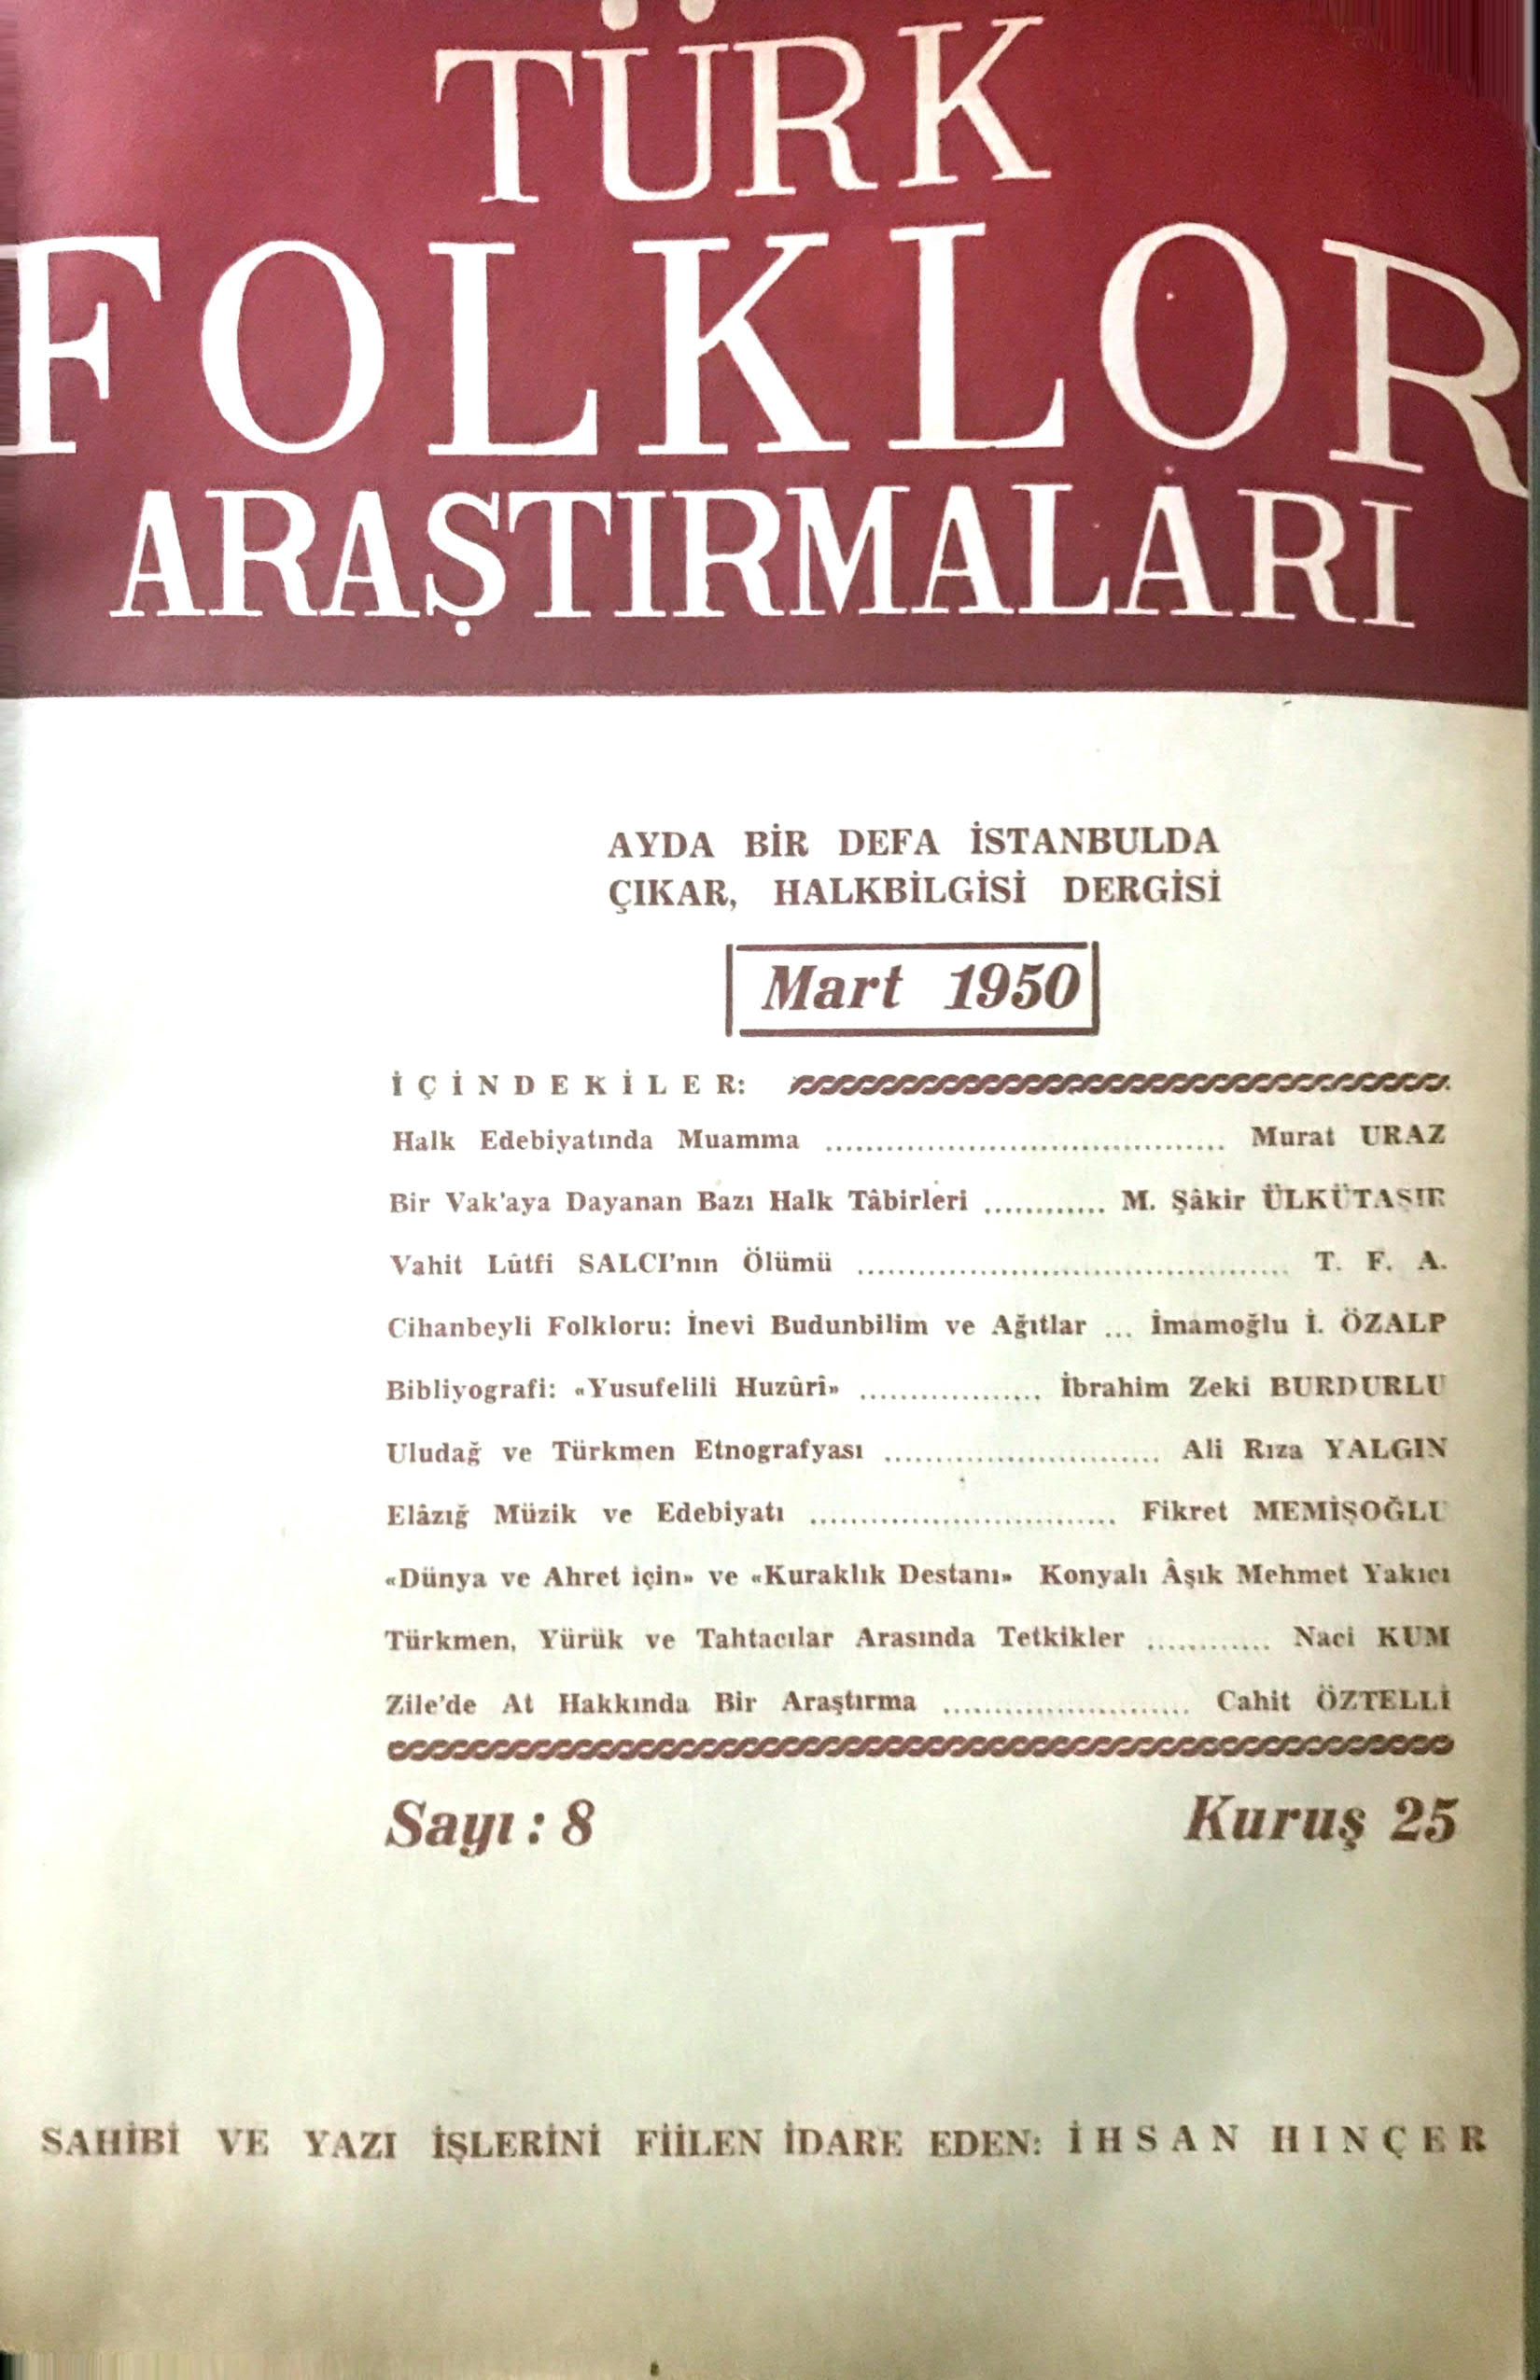 TÜRK
FOLKLOR
ARAŞTIRMALARI
AYDA BİR DEFA İSTANBULDA
ÇIKAR, HALKBİLGİSİ DERGİSİ
Mart 1950
İÇİNDEKİLER:
Halk Edebiyatında Muamma ........................................ Murat URAZ
Bir Vak'aya Dayanan Bazı Halk Tâbirleri ............ M. Şâkir ÜLKÜTAŞIR
Vahit Lûtfi SALCI'nın Ölümü ........................................... T. F. A.
Cihanbeyli Folkloru: İnevi Budunbilim ve Ağıtlar ... İmamoğlu İ. ÖZALP
Bibliyografi: «Yusufelili Huzûrî» .................. İbrahim Zeki BURDURLU
Uludağ ve Türkmen Etnografyası ........................... Ali Rıza YALGIN
Elâzığ Müzik ve Edebiyatı .............................. Fikret MEMİŞOĞLU
«Dünya ve Ahret için» ve «Kuraklık Destanı» Konyalı Âşık Mehmet Yakıcı
Türkmen, Yürük ve Tahtacılar Arasında Tetkikler ............ Naci KUM
Zile'de At Hakkında Bir Araştırma ........................ Cahit ÖZTELLİ
Sayı : 8
Kuruş 25
SAHİBİ VE YAZI İŞLERİNİ FİİLEN İDARE EDEN: İHSAN HINÇER